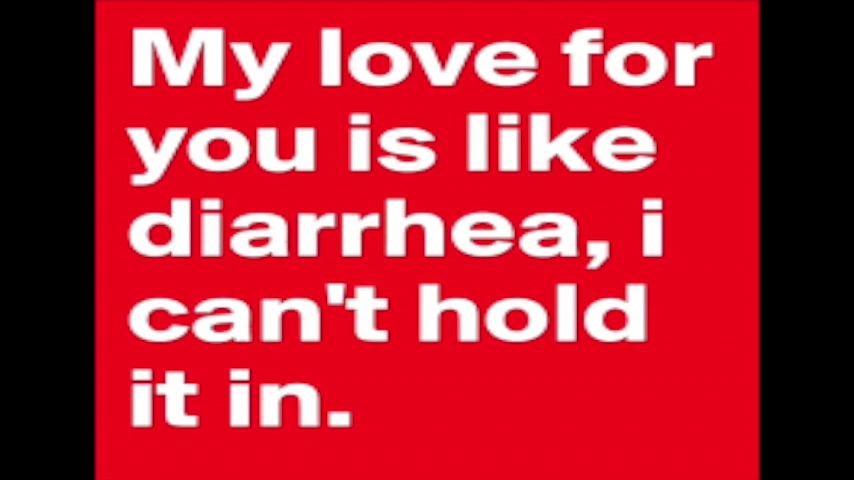 My love for
you is like
diarrhea, i
can't hold
it in.